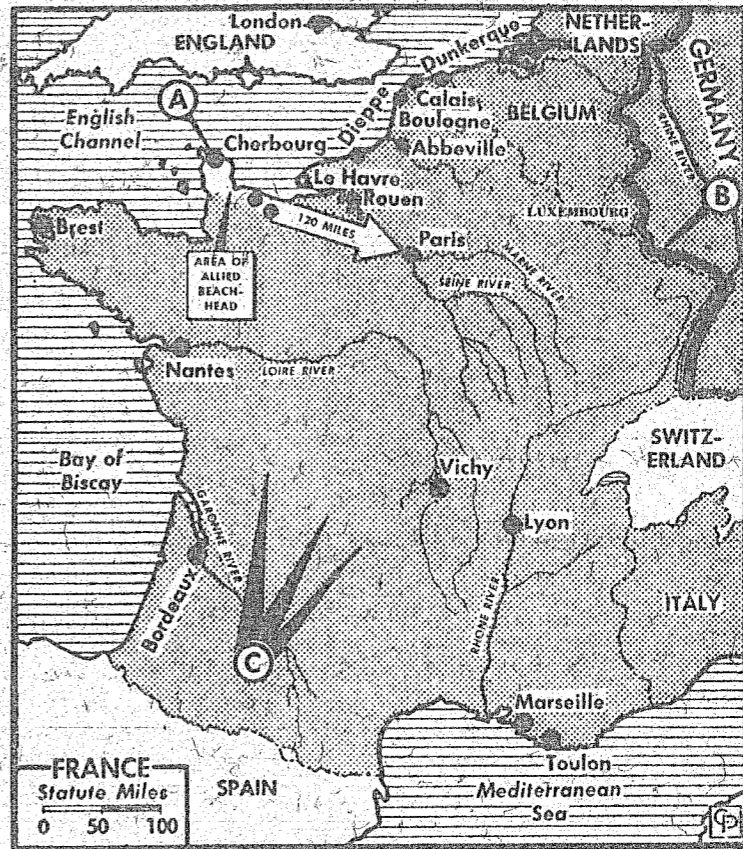 London
ENGLAND
NETHER-
LANDS
GERMANY
Dunkerque
A
English
Channel
Calais
Boulogne
BELGIUM
Dieppe
Cherbourg
Abbeville
RHINE RIVER
B
Le Havre
Rouen
LUXEMBOURG
120 MILES
Brest
Paris
MARNE RIVER
AREA OF
ALLIED
BEACH-
HEAD
SEINE RIVER
Nantes
LOIRE RIVER
SWITZ-
ERLAND
Bay of
Biscay
Vichy
GARONNE RIVER
Lyon
Bordeaux
ITALY
RHONE RIVER
C
Marseille
Toulon
FRANCE
Statute Miles
0 50 100
SPAIN
Mediterranean
Sea
CP